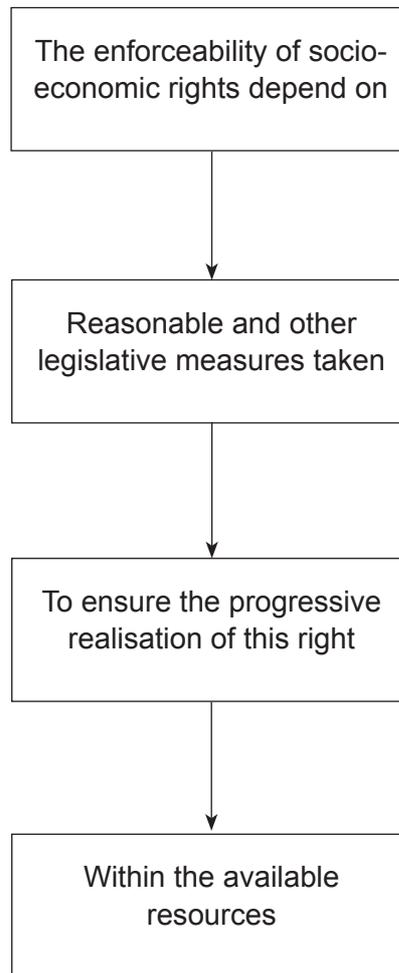 The enforceability of socio-
economic rights depend on
Reasonable and other
legislative measures taken
To ensure the progressive
realisation of this right
Within the available
resources